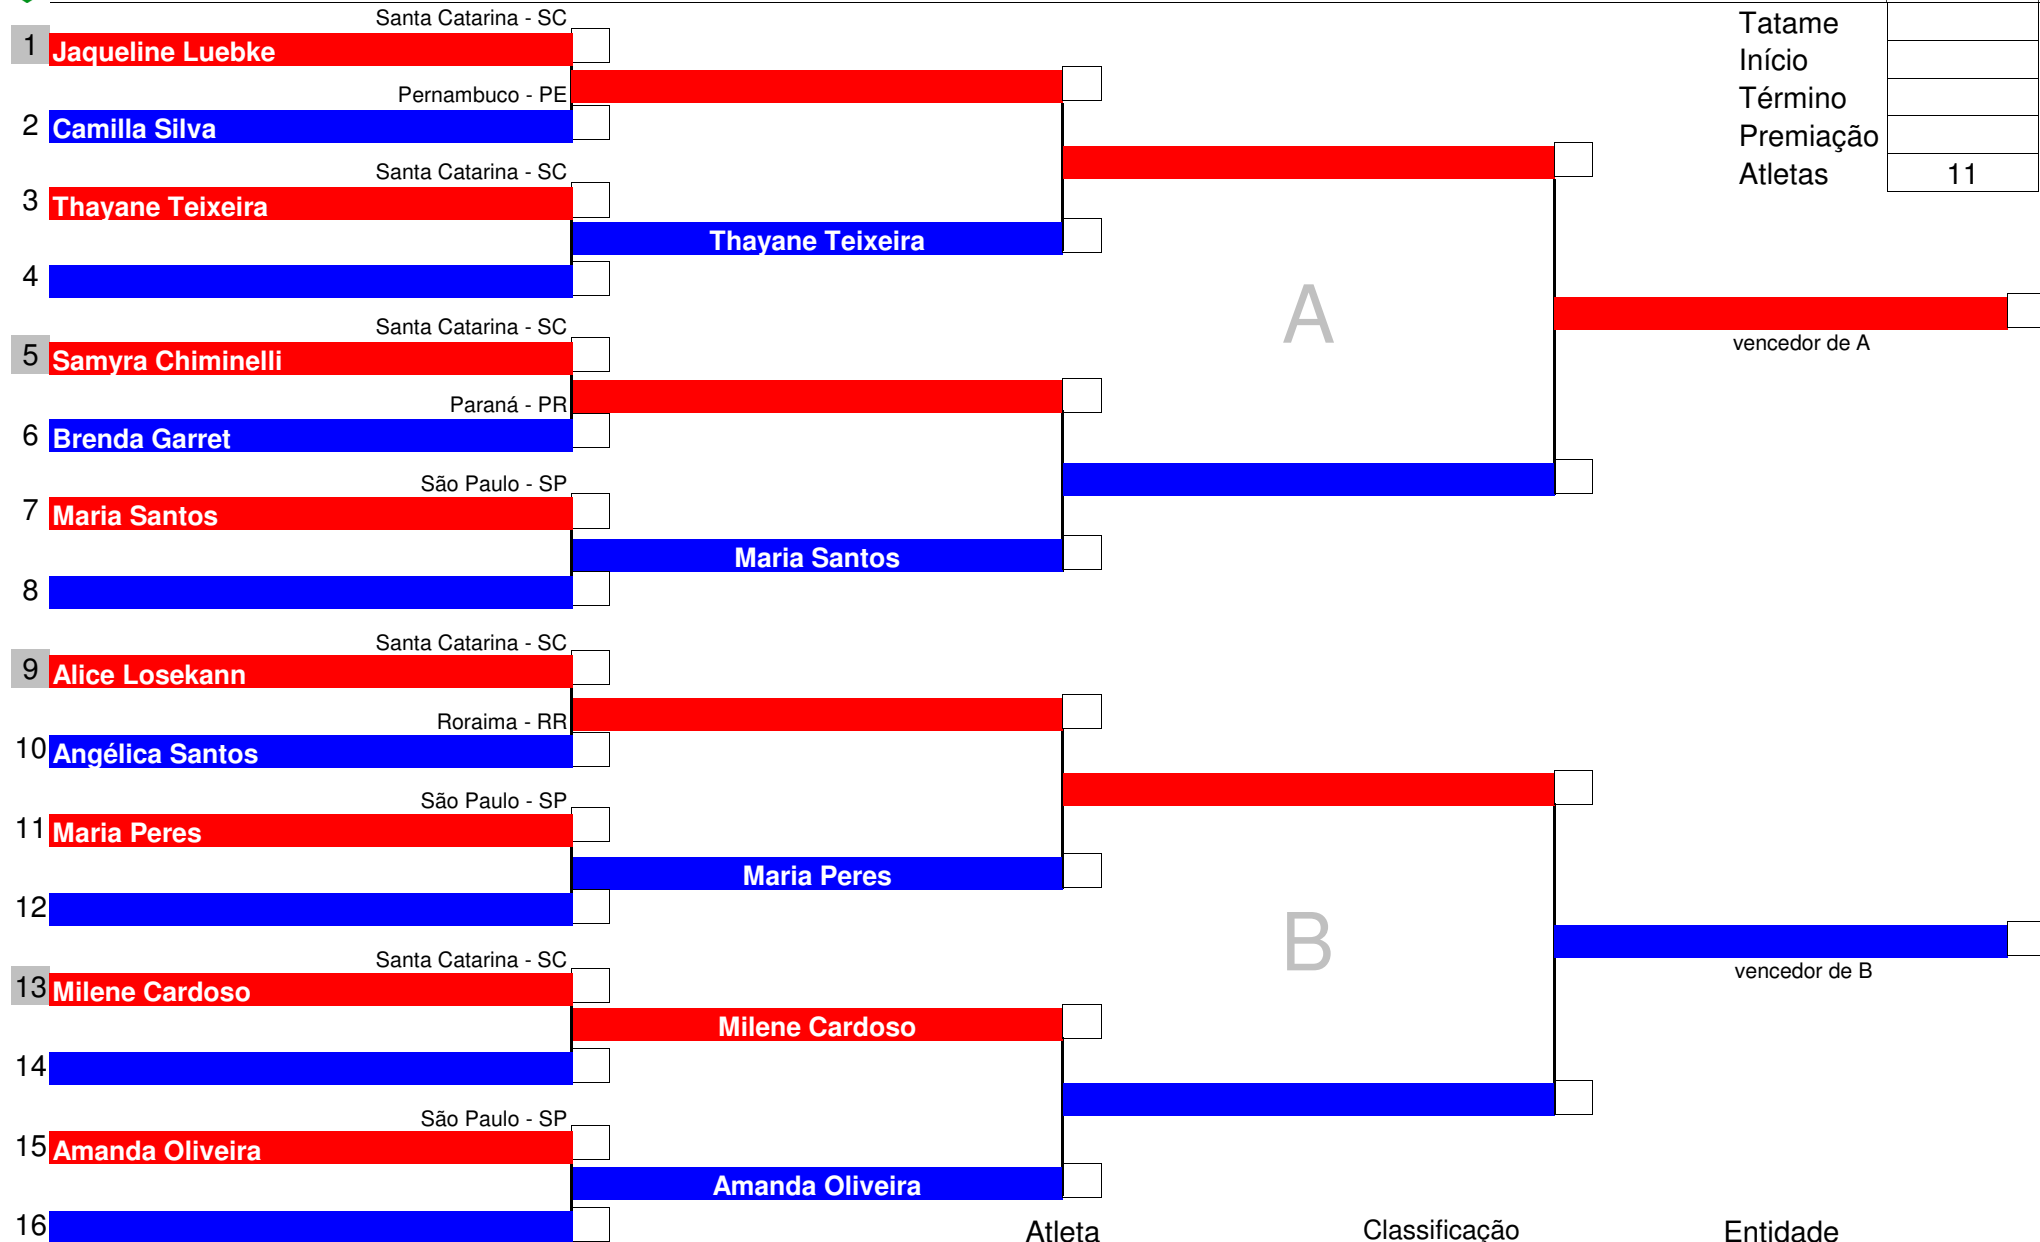 Santa Catarina - SC
1 Jaqueline Luebke
Pernambuco - PE
2 Camilla Silva
Santa Catarina - SC
3 Thayane Teixeira
Thayane Teixeira
4
Santa Catarina - SC
5 Samyra Chiminelli
Paraná - PR
6 Brenda Garret
São Paulo - SP
7 Maria Santos
Maria Santos
8
Santa Catarina - SC
9 Alice Losekann
Roraima - RR
10 Angélica Santos
São Paulo - SP
11 Maria Peres
Maria Peres
12
Santa Catarina - SC
13 Milene Cardoso
Milene Cardoso
14
São Paulo - SP
15 Amanda Oliveira
Amanda Oliveira
16
A
B
Tatame
Início
Término
Premiação
Atletas 11
vencedor de A
vencedor de B
Atleta Classificação Entidade